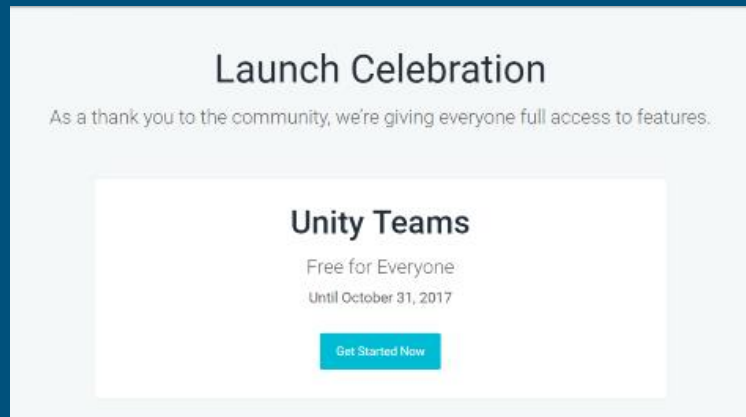 Launch Celebration
As a thank you to the community, we're giving everyone full access to features.
Unity Teams
Free for Everyone
Until October 31, 2017
Get Started Now